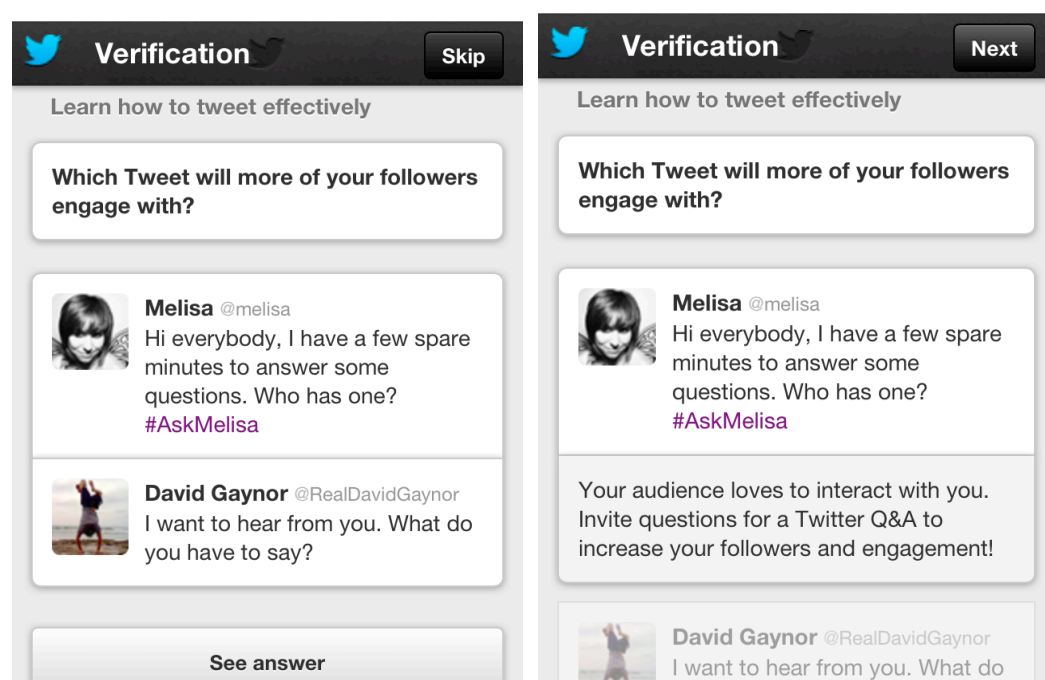 Verification
Skip
Learn how to tweet effectively
Which Tweet will more of your followers
engage with?
Melisa @melisa
Hi everybody, I have a few spare
minutes to answer some
questions. Who has one?
#AskMelisa
David Gaynor @RealDavidGaynor
I want to hear from you. What do
you have to say?
See answer
Verification
Next
Learn how to tweet effectively
Which Tweet will more of your followers
engage with?
Melisa @melisa
Hi everybody, I have a few spare
minutes to answer some
questions. Who has one?
#AskMelisa
Your audience loves to interact with you.
Invite questions for a Twitter Q&A to
increase your followers and engagement!
David Gaynor @RealDavidGaynor
I want to hear from you. What do